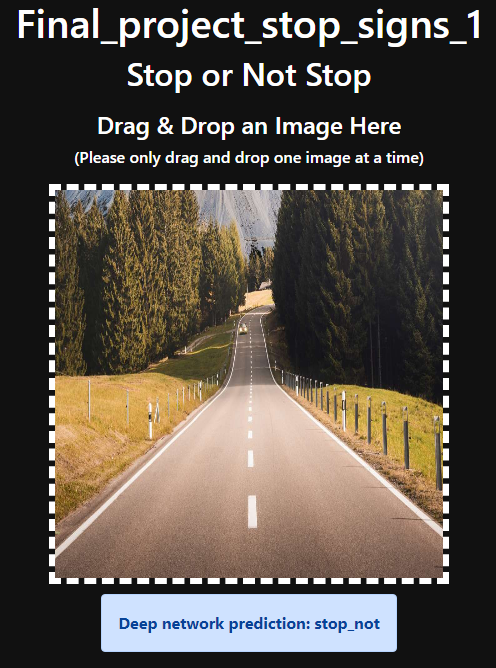 Final_project_stop_signs_1
Stop or Not Stop
Drag & Drop an Image Here
(Please only drag and drop one image at a time)
Deep network prediction: stop_not